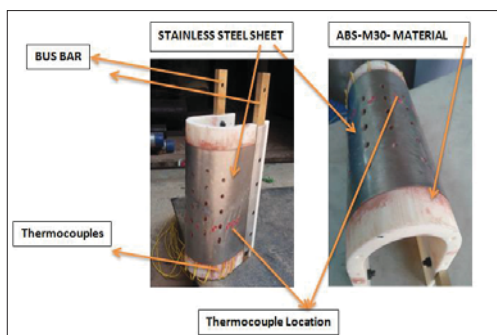 STAINLESS STEEL SHEET
ABS-M30- MATERIAL
BUS BAR
Thermocouples
Thermocouple Location